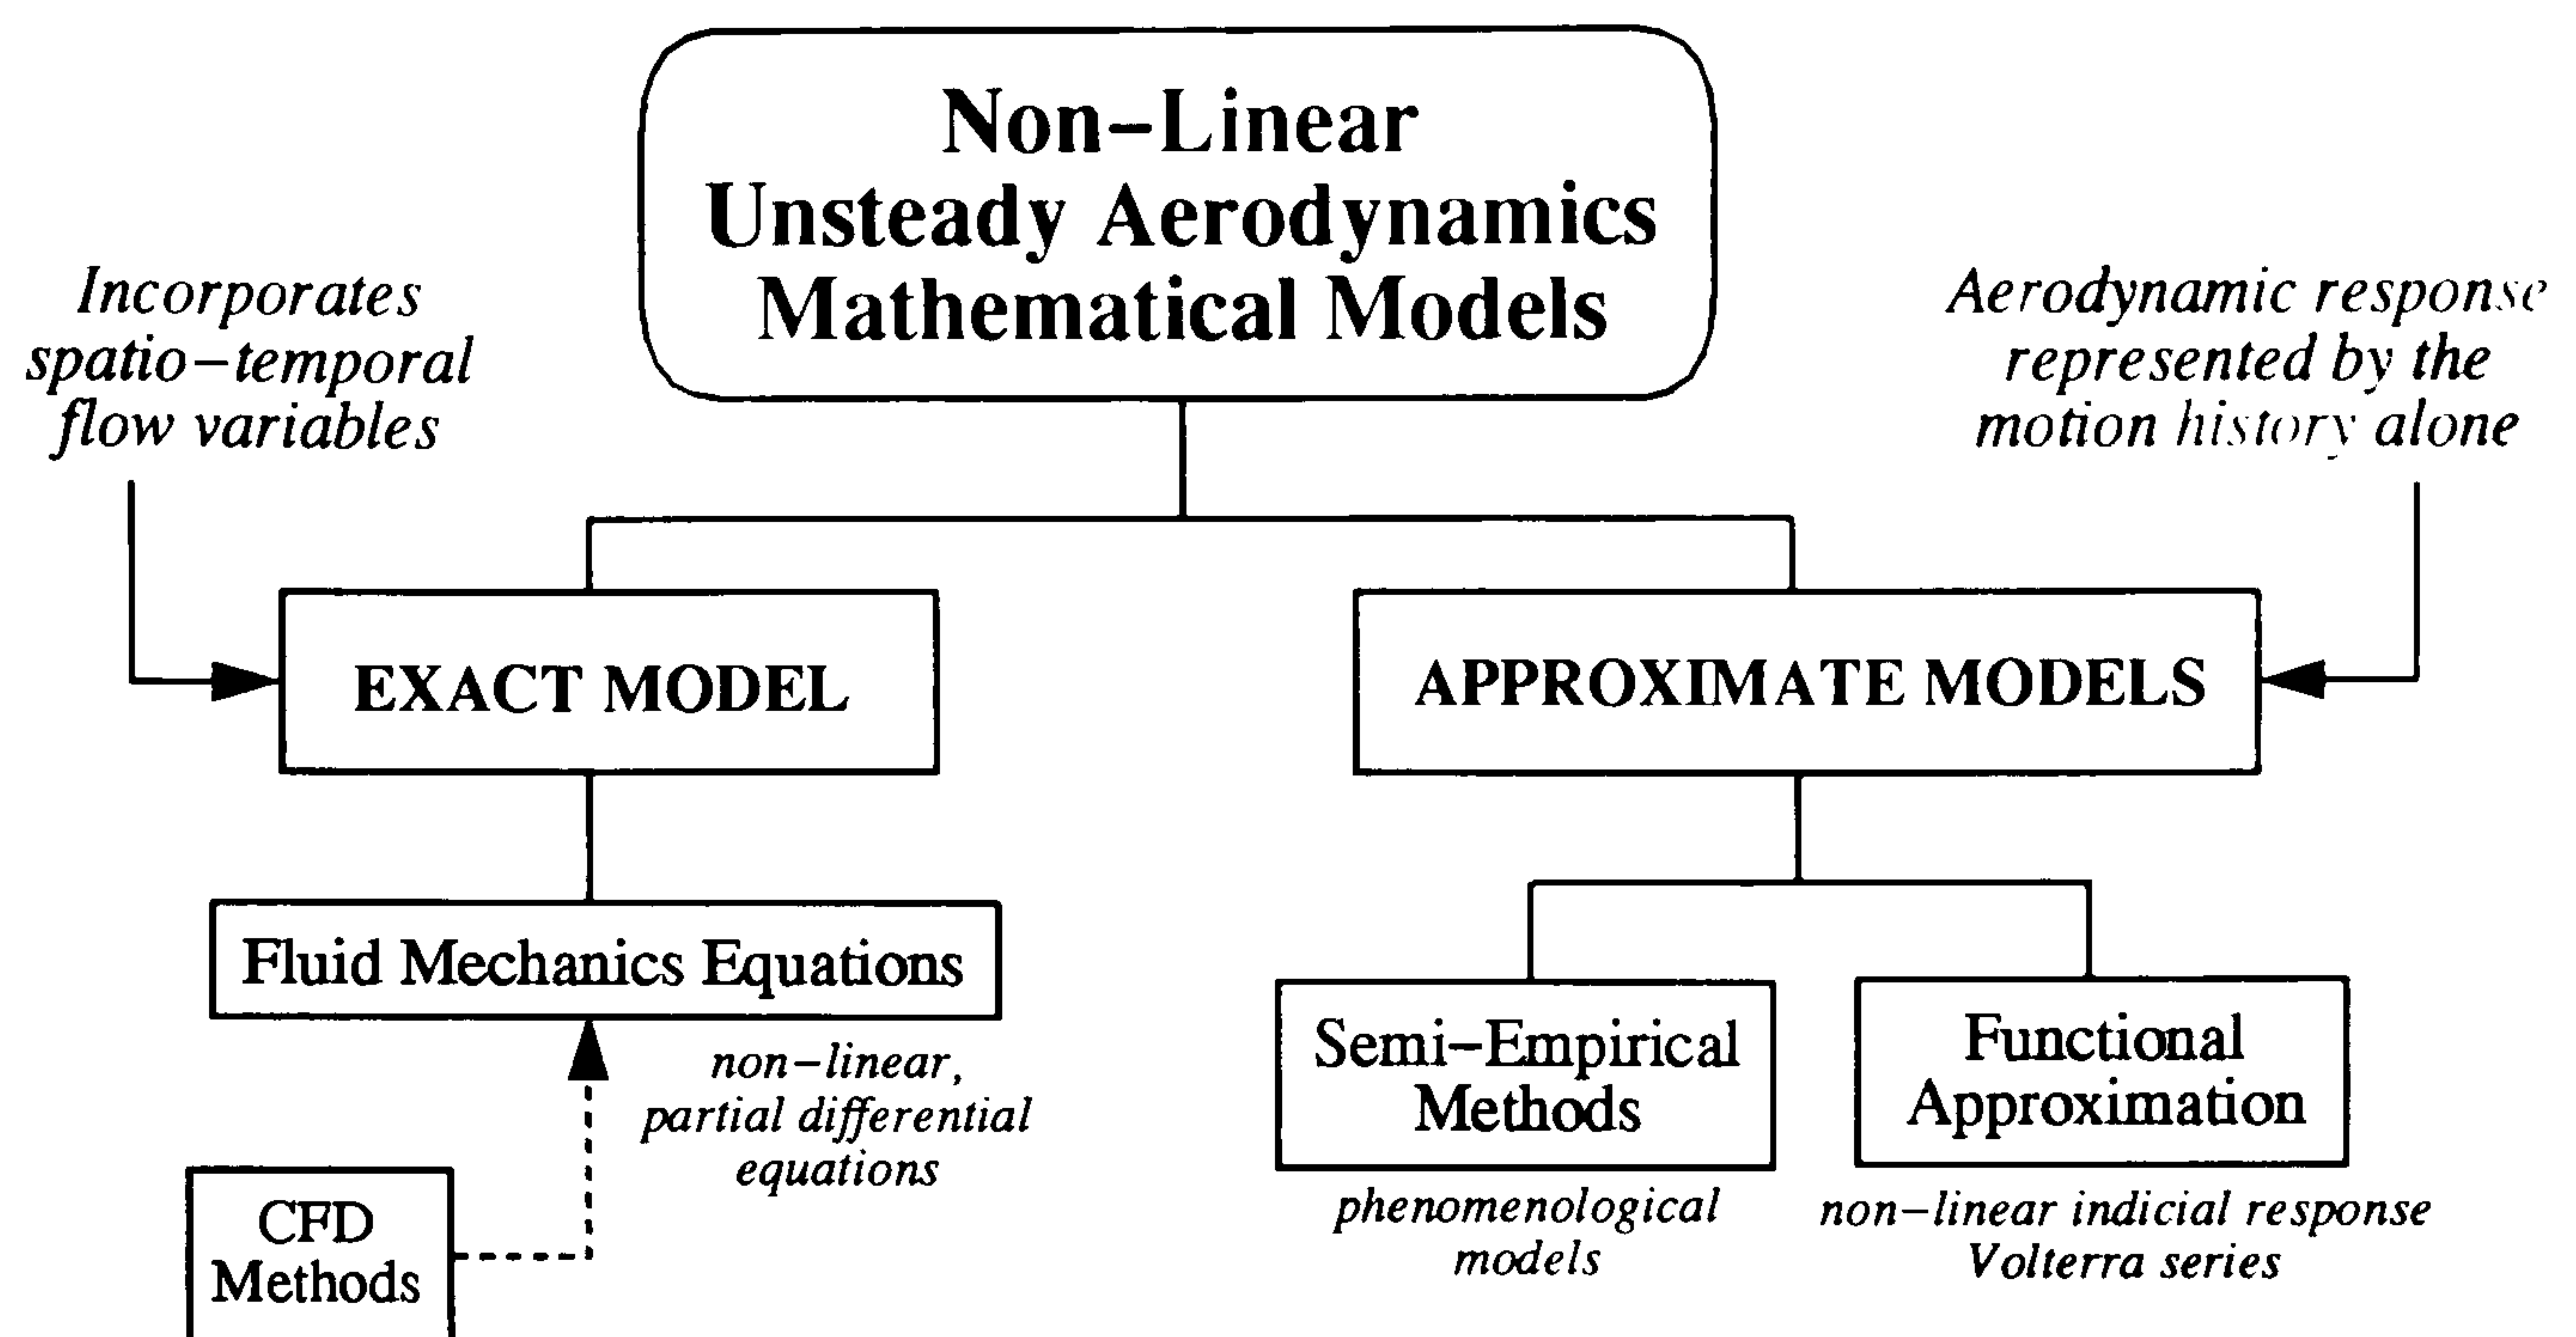 Non–Linear
Unsteady Aerodynamics
Mathematical Models
Incorporates
spatio–temporal
flow variables
Aerodynamic response
represented by the
motion history alone
EXACT MODEL
APPROXIMATE MODELS
Fluid Mechanics Equations
non–linear,
partial differential
equations
CFD
Methods
Semi–Empirical
Methods
phenomenological
models
Functional
Approximation
non–linear indicial response
Volterra series